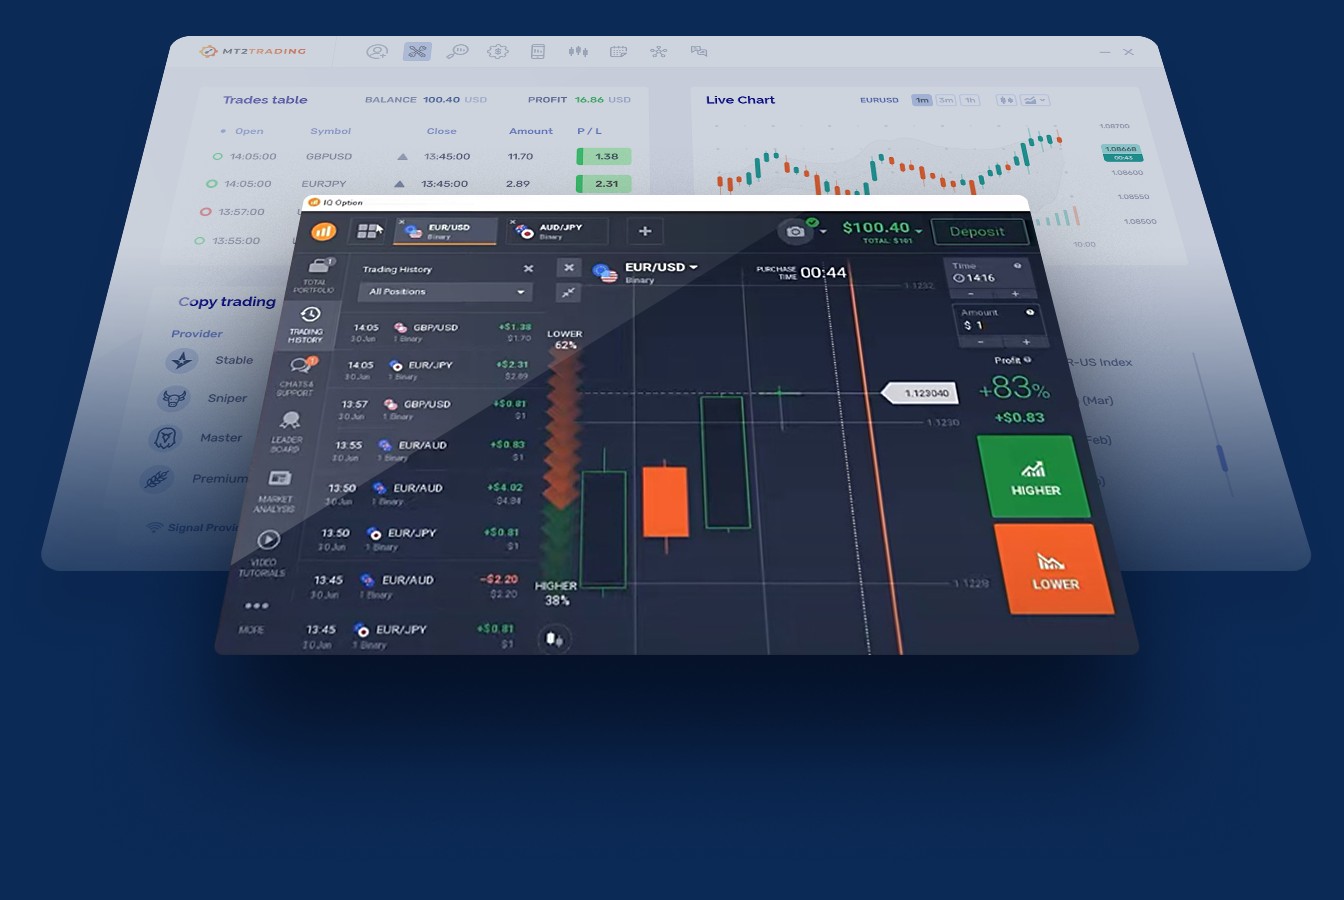 MT2TRADING
Trades table
BALANCE 100.40 USD
PROFIT 16.86 USD
Open Symbol Close Amount P / L
14:05:00 GBPUSD 13:45:00 11.70 1.38
14:05:00 EURJPY 13:45:00 2.89 2.31
13:57:00
13:55:00
Live Chart
EURUSD 1m 3m 1h
1.08700
1.08668
00:43
1.08600
1.08550
1.08500
10:00
Copy trading
Provider
Stable
Sniper
Master
Premium
Signal Provi
R-US Index
(Mar)
Feb)
IQ Option
EUR/USD
Binary
AUD/JPY
Binary
+
$100.40
TOTAL: $101
Deposit
TOTAL
PORTFOLIO
TRADING
HISTORY
CHATS &
SUPPORT
LEADER
BOARD
MARKET
ANALYSIS
VIDEO
TUTORIALS
MORE
Trading History
All Positions
14:05 GBP/USD +$1.38
30 Jun 1 Binary $1.70
14:05 EUR/JPY +$2.31
30 Jun 1 Binary $2.89
13:57 GBP/USD +$0.81
20 Jun 1 Binary $1
13:55 EUR/AUD +$0.83
30 Jun 1 Binary $1
13:50 EUR/AUD +$4.02
30 Jun 1 Binary $4.84
13:50 EUR/JPY +$0.81
30 Jun 1 Binary $1
13:45 EUR/AUD −$2.20
30 Jun 1 Binary $2.20
13:45 EUR/JPY +$0.81
30 Jun 1 Binary $1
LOWER
62%
HIGHER
38%
EUR/USD
Binary
PURCHASE
TIME 00:44
1.1232
1.123040
1.1230
1.1228
Time
14:16
- +
Amount
$ 1
- +
Profit
+83%
+$0.83
HIGHER
LOWER